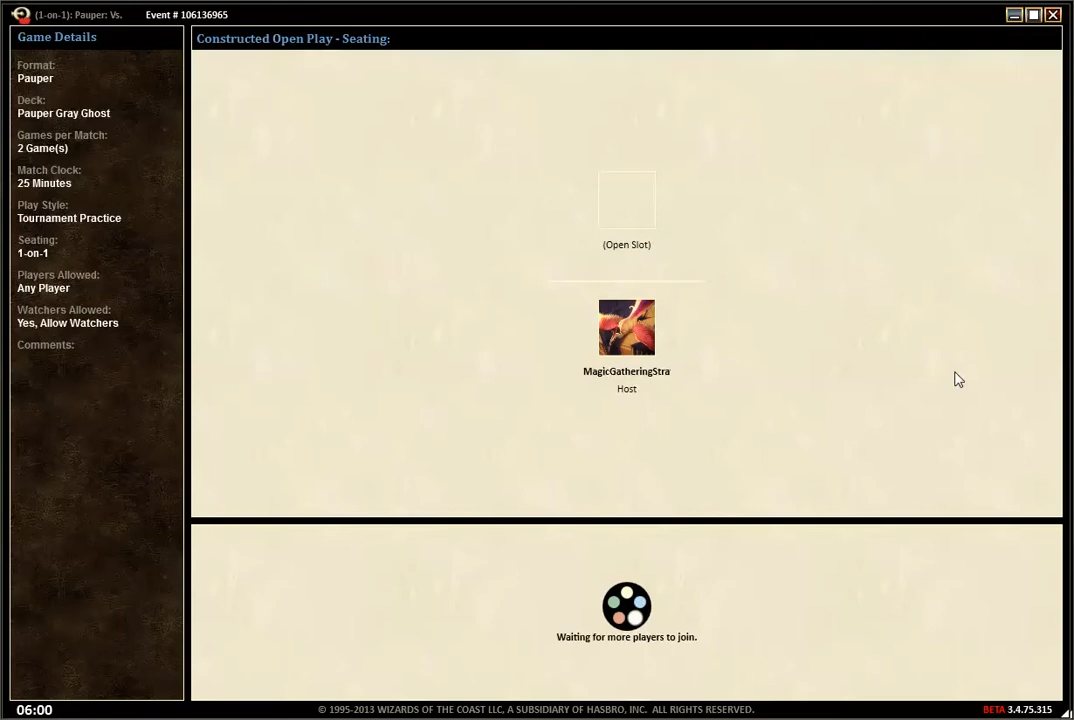 (1-on-1): Pauper: Vs. Event # 106136965
Game Details
Format:
Pauper
Deck:
Pauper Gray Ghost
Games per Match:
2 Game(s)
Match Clock:
25 Minutes
Play Style:
Tournament Practice
Seating:
1-on-1
Players Allowed:
Any Player
Watchers Allowed:
Yes, Allow Watchers
Comments:
Constructed Open Play - Seating:
(Open Slot)
MagicGatheringStra
Host
Waiting for more players to join.
06:00
© 1995-2013 WIZARDS OF THE COAST LLC, A SUBSIDIARY OF HASBRO, INC. ALL RIGHTS RESERVED.
BETA 3.4.75.315